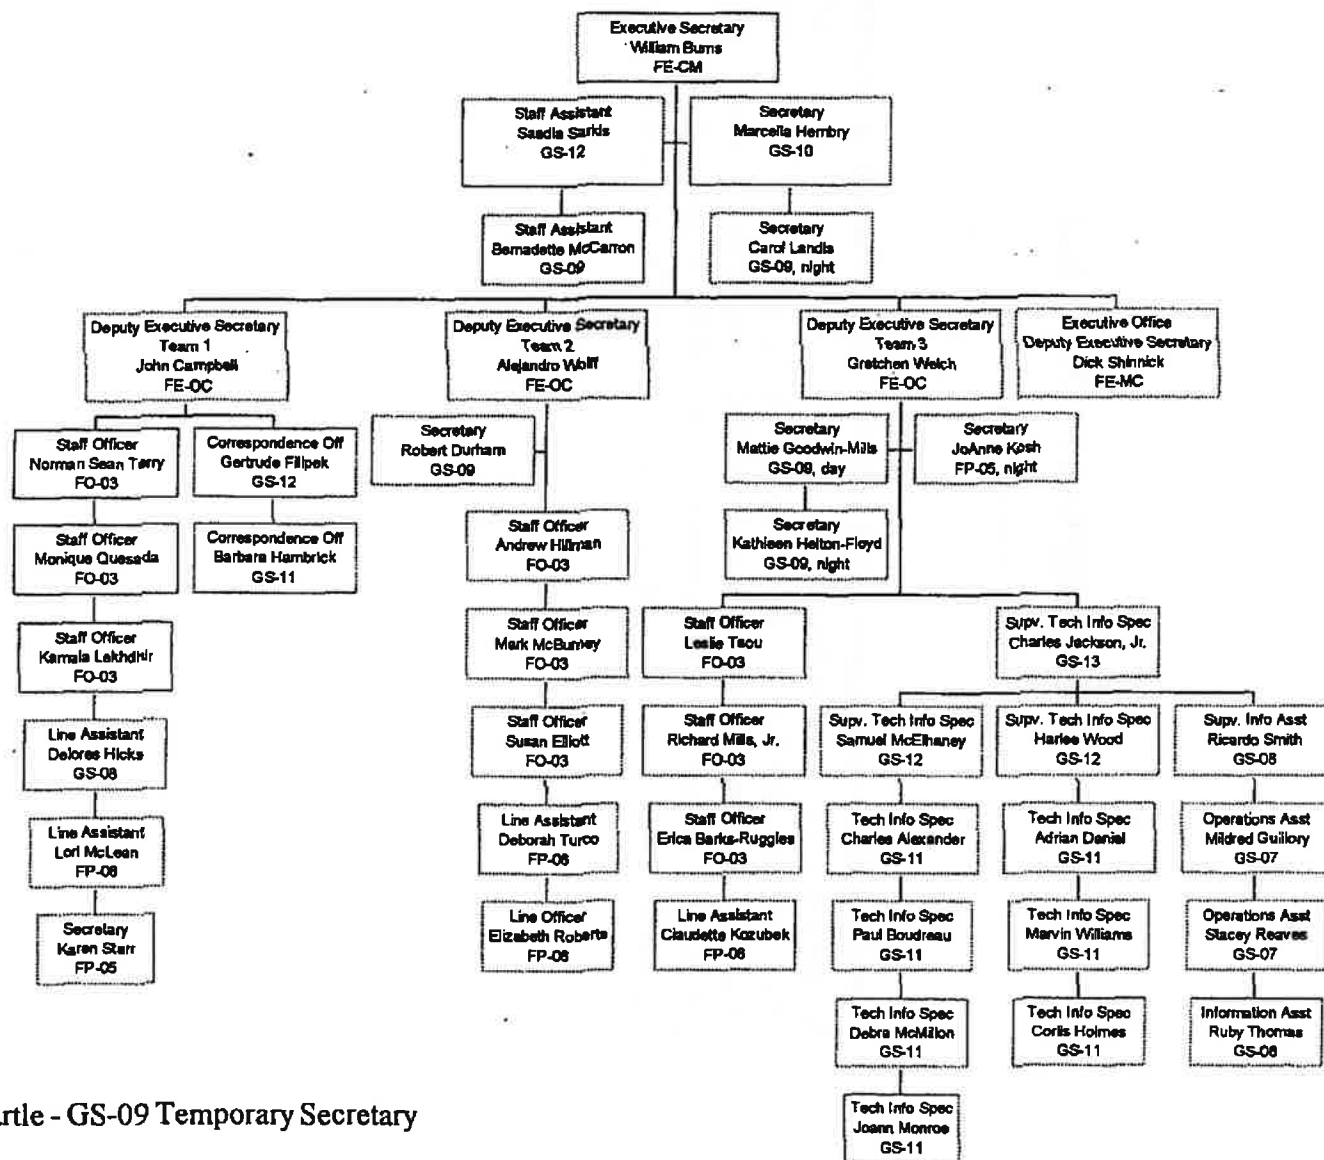 Executive Secretary
William Burns
FE-CM
Staff Assistant
Saadia Sarkis
GS-12
Secretary
Marcella Hembry
GS-10
Staff Assistant
Bernadette McCarron
GS-09
Secretary
Carol Landis
GS-09, night
Deputy Executive Secretary
Team 1
John Campbell
FE-OC
Deputy Executive Secretary
Team 2
Alejandro Wolff
FE-OC
Deputy Executive Secretary
Team 3
Gretchen Welch
FE-OC
Executive Office
Deputy Executive Secretary
Dick Shinnick
FE-MC
Staff Officer
Norman Sean Terry
FO-03
Correspondence Off
Gertrude Filipek
GS-12
Secretary
Robert Durham
GS-09
Secretary
Mattie Goodwin-Mills
GS-09, day
Secretary
JoAnne Kosh
FP-05, night
Staff Officer
Monique Quesada
FO-03
Correspondence Off
Barbara Hambrick
GS-11
Staff Officer
Andrew Hillman
FO-03
Secretary
Kathleen Helton-Floyd
GS-09, night
Staff Officer
Kamala Lakhdhir
FO-03
Staff Officer
Mark McBurney
FO-03
Staff Officer
Leslie Tsou
FO-03
Supv. Tech Info Spec
Charles Jackson, Jr.
GS-13
Line Assistant
Delores Hicks
GS-08
Staff Officer
Susan Elliott
FO-03
Staff Officer
Richard Mills, Jr.
FO-03
Supv. Tech Info Spec
Samuel McElhaney
GS-12
Supv. Tech Info Spec
Harlee Wood
GS-12
Supv. Info Asst
Ricardo Smith
GS-08
Line Assistant
Lori McLean
FP-06
Line Assistant
Deborah Turco
FP-06
Staff Officer
Erica Barks-Ruggles
FO-03
Tech Info Spec
Charles Alexander
GS-11
Tech Info Spec
Adrian Daniel
GS-11
Operations Asst
Mildred Guillory
GS-07
Secretary
Karen Starr
FP-05
Line Officer
Elizabeth Roberts
FP-06
Line Assistant
Claudette Kozubek
FP-06
Tech Info Spec
Paul Boudreau
GS-11
Tech Info Spec
Marvin Williams
GS-11
Operations Asst
Stacey Reaves
GS-07
Tech Info Spec
Debra McMillon
GS-11
Tech Info Spec
Corlis Holmes
GS-11
Information Asst
Ruby Thomas
GS-06
Tech Info Spec
Joann Monroe
GS-11
artle - GS-09 Temporary Secretary